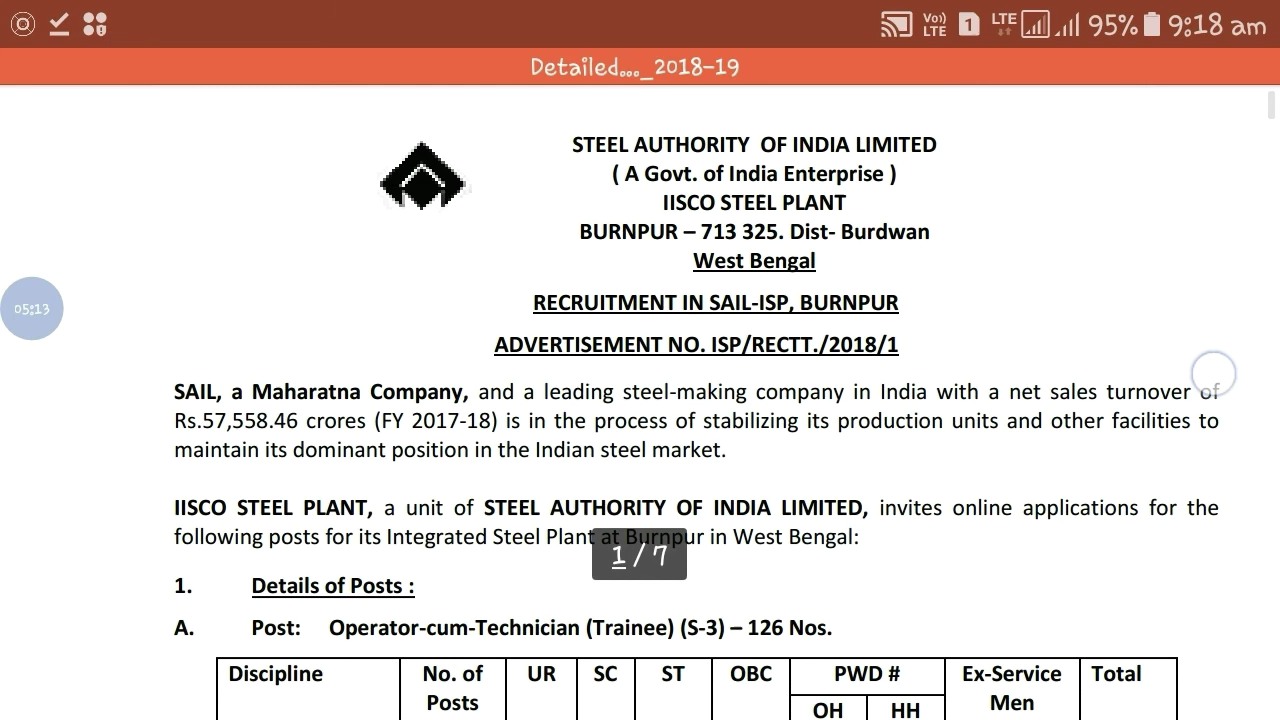 Vo)) LTE 1 LTE 95% 9:18 am
Detailed..._2018-19
STEEL AUTHORITY OF INDIA LIMITED
( A Govt. of India Enterprise )
IISCO STEEL PLANT
BURNPUR – 713 325. Dist- Burdwan
West Bengal
RECRUITMENT IN SAIL-ISP, BURNPUR
05:13
ADVERTISEMENT NO. ISP/RECTT./2018/1
SAIL, a Maharatna Company, and a leading steel-making company in India with a net sales turnover of
Rs.57,558.46 crores (FY 2017-18) is in the process of stabilizing its production units and other facilities to
maintain its dominant position in the Indian steel market.
IISCO STEEL PLANT, a unit of STEEL AUTHORITY OF INDIA LIMITED, invites online applications for the
following posts for its Integrated Steel Plant at Burnpur in West Bengal:
1 / 7
1. Details of Posts :
A. Post: Operator-cum-Technician (Trainee) (S-3) – 126 Nos.
Discipline No. of Posts UR SC ST OBC PWD # Ex-Service Men Total
OH HH